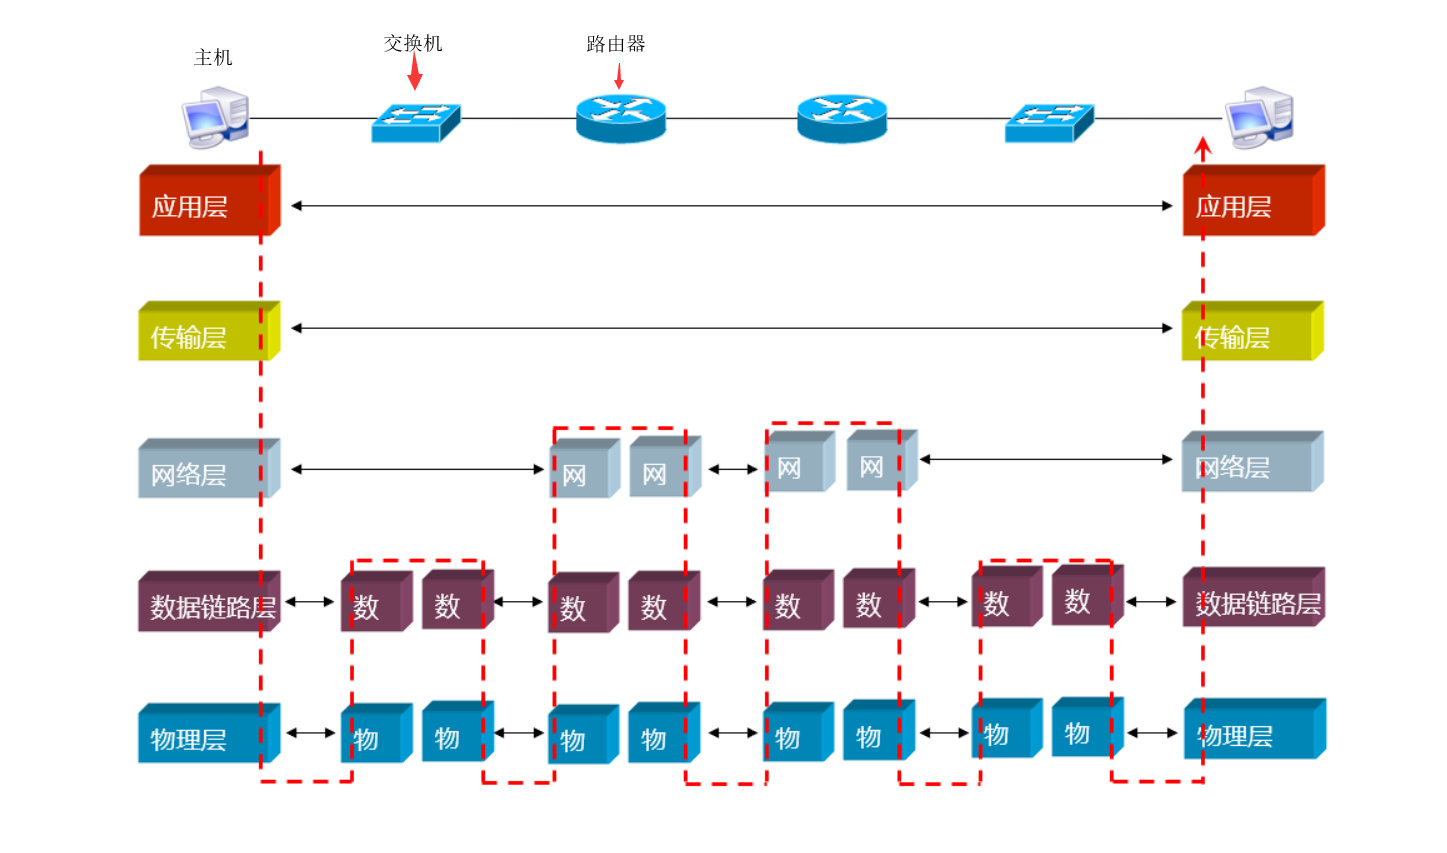 主机
交换机
路由器
应用层
应用层
传输层
传输层
网络层
网
网
网
网
网络层
数据链路层
数
数
数
数
数
数
数
数
数据链路层
物理层
物
物
物
物
物
物
物
物
物理层